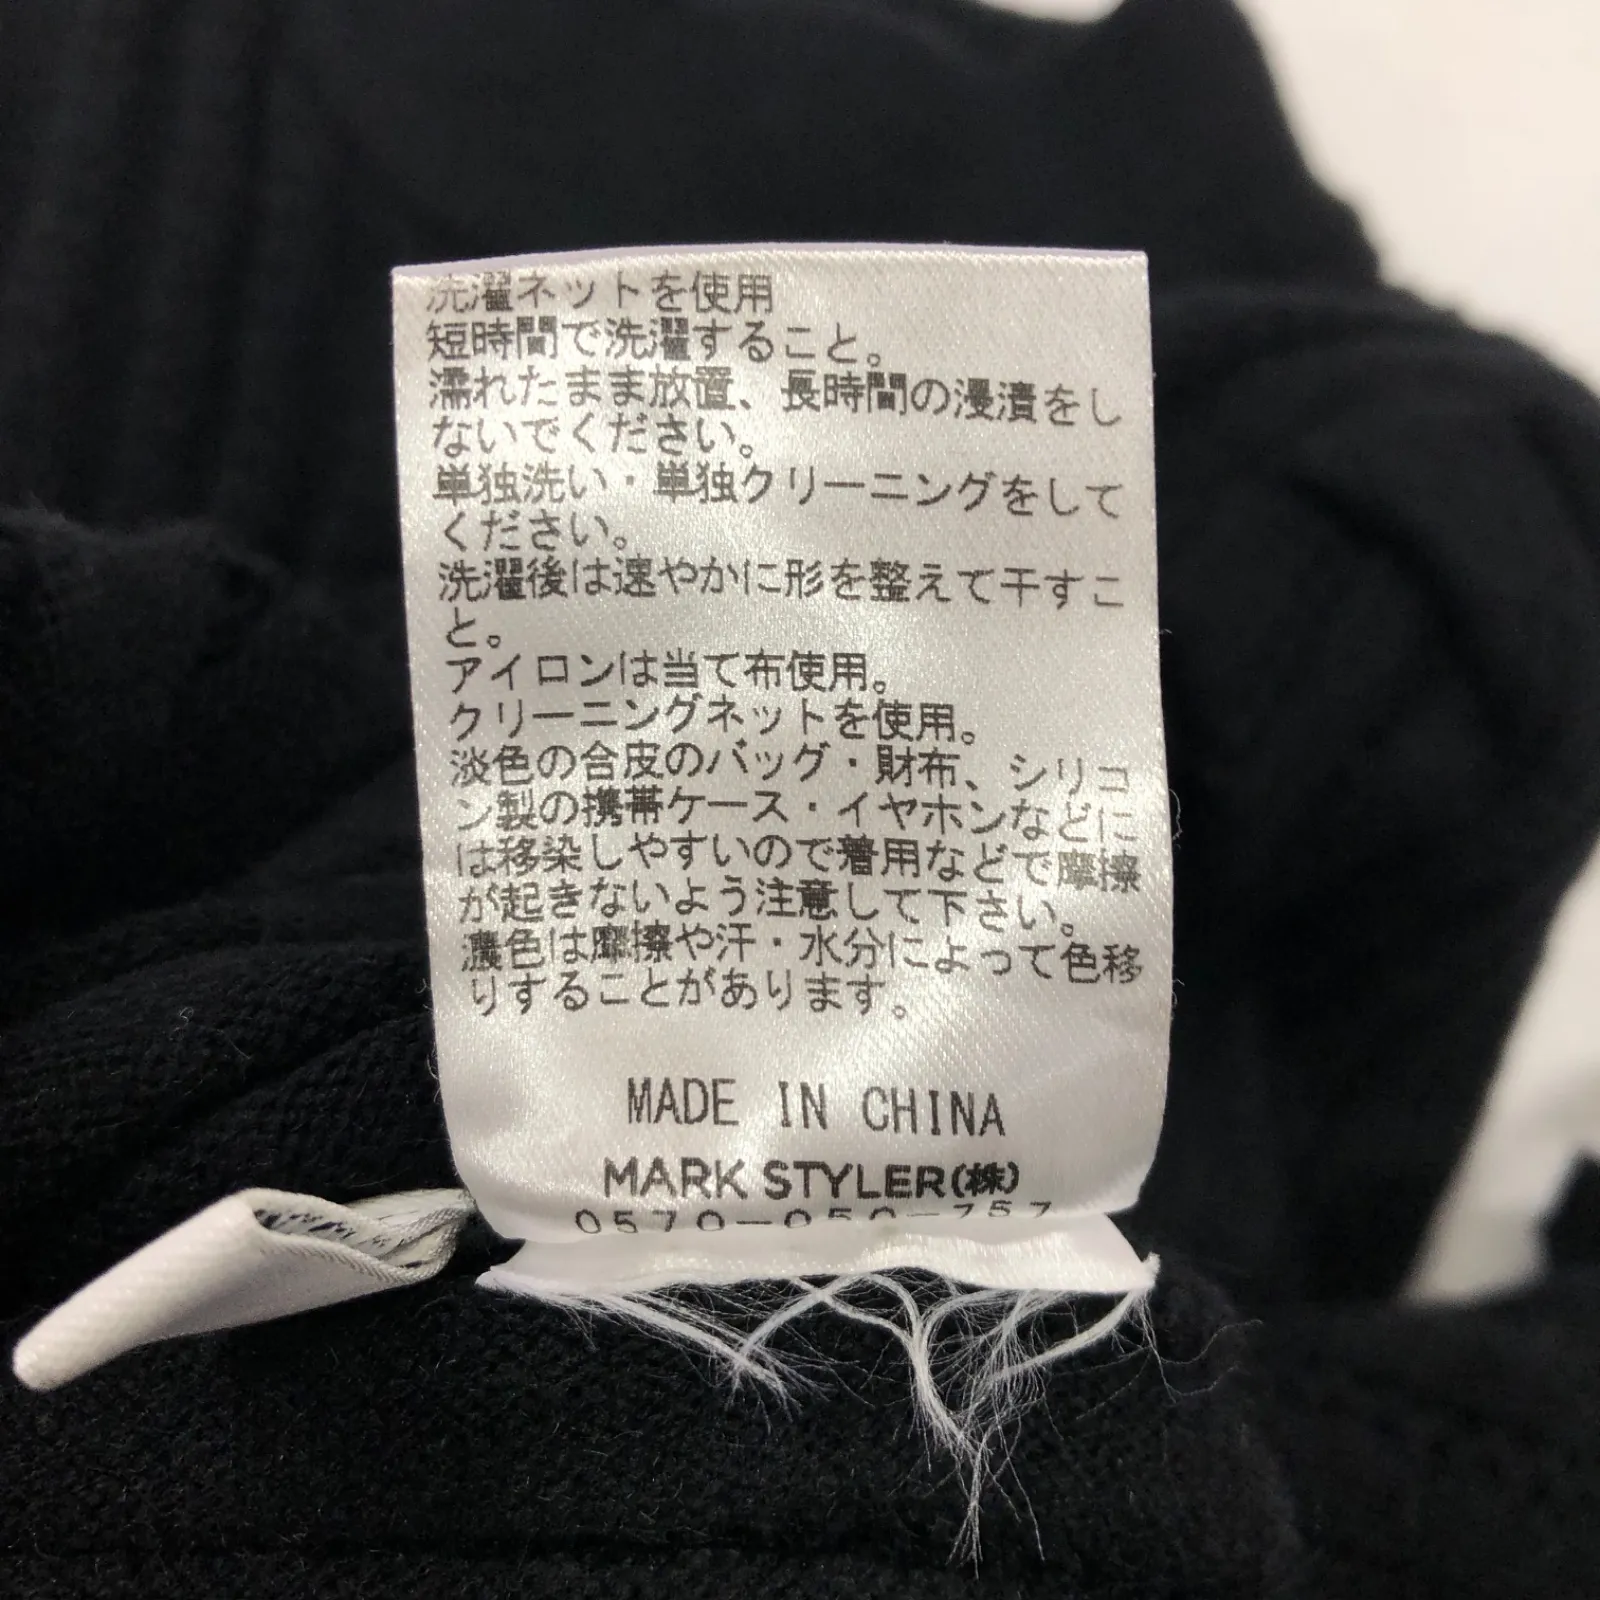 洗濯ネットを使用
短時間で洗濯すること。
濡れたまま放置、長時間の浸漬をし
ないでください。
単独洗い・単独クリーニングをして
ください。
洗濯後は速やかに形を整えて干すこ
と。
アイロンは当て布使用。
クリーニングネットを使用。
淡色の合皮のバッグ・財布、シリコ
ン製の携帯ケース・イヤホンなどに
は移染しやすいので着用などで摩擦
が起きないよう注意して下さい。
濃色は摩擦や汗・水分によって色移
りすることがあります。
MADE IN CHINA
MARK STYLER(株)
0570-050-757